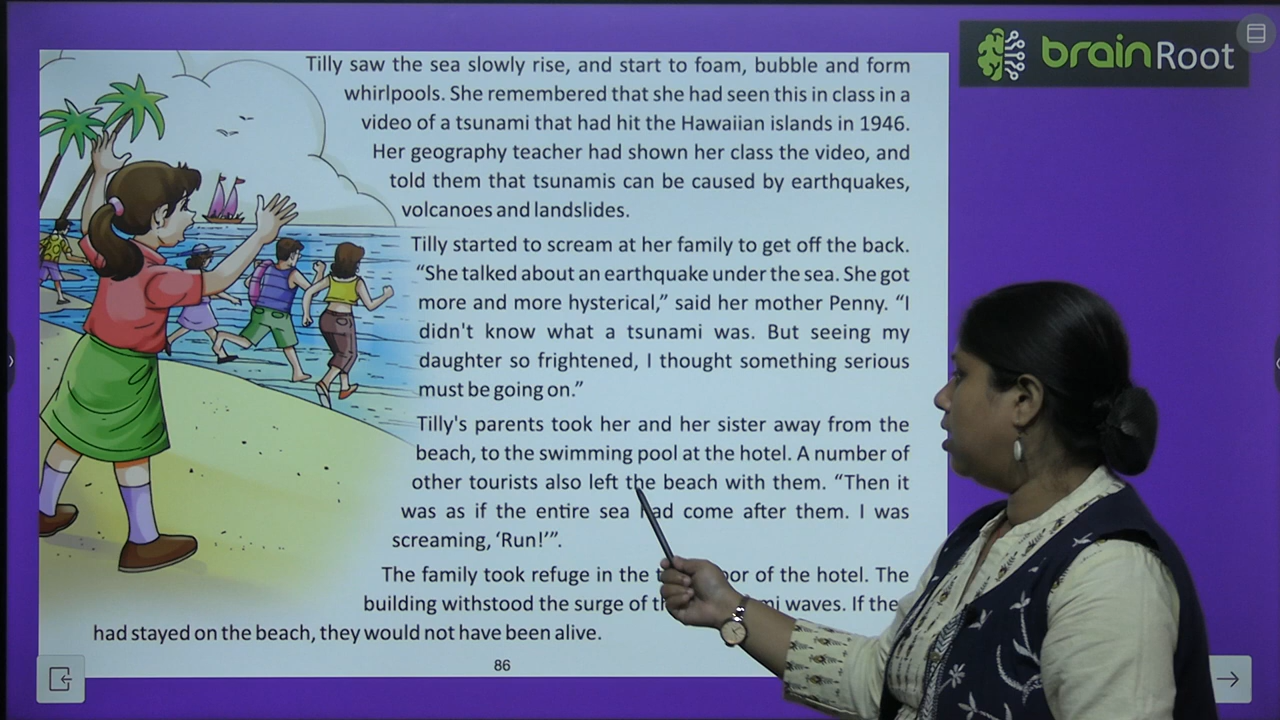 brainRoot
Tilly saw the sea slowly rise, and start to foam, bubble and form
whirlpools. She remembered that she had seen this in class in a
video of a tsunami that had hit the Hawaiian islands in 1946.
Her geography teacher had shown her class the video, and
told them that tsunamis can be caused by earthquakes,
volcanoes and landslides.
Tilly started to scream at her family to get off the back.
“She talked about an earthquake under the sea. She got
more and more hysterical,” said her mother Penny. “I
didn't know what a tsunami was. But seeing my
daughter so frightened, I thought something serious
must be going on.”
Tilly's parents took her and her sister away from the
beach, to the swimming pool at the hotel. A number of
other tourists also left the beach with them. “Then it
was as if the entire sea had come after them. I was
screaming, ‘Run!’”.
The family took refuge in the of the hotel. The
building withstood the surge of waves. If
had stayed on the beach, they would not have been alive.
86